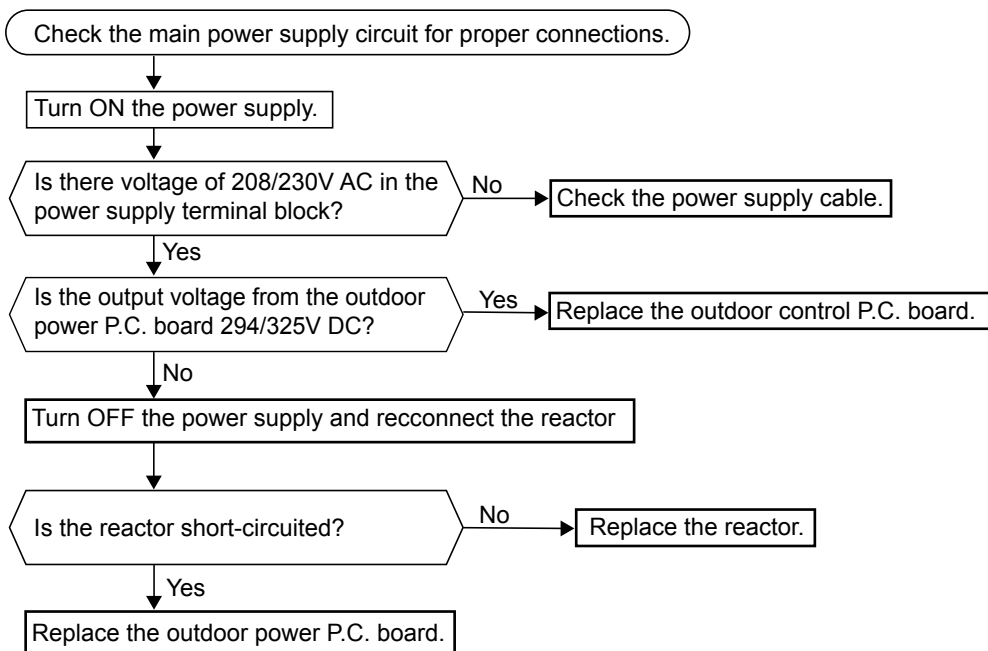 Check the main power supply circuit for proper connections.
Turn ON the power supply.
Is there voltage of 208/230V AC in the
power supply terminal block?
No
Check the power supply cable.
Yes
Is the output voltage from the outdoor
power P.C. board 294/325V DC?
Yes
Replace the outdoor control P.C. board.
No
Turn OFF the power supply and recconnect the reactor
Is the reactor short-circuited?
No
Replace the reactor.
Yes
Replace the outdoor power P.C. board.